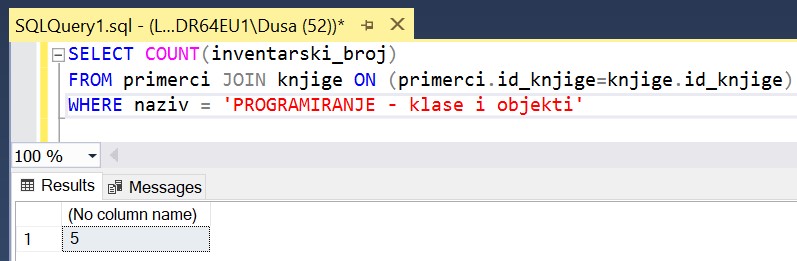 SQLQuery1.sql - (L...DR64EU1\Dusa (52))*
SELECT COUNT(inventarski_broj)
FROM primerci JOIN knjige ON (primerci.id_knjige=knjige.id_knjige)
WHERE naziv = 'PROGRAMIRANJE - klase i objekti'
100 %
Results Messages
(No column name)
1 5